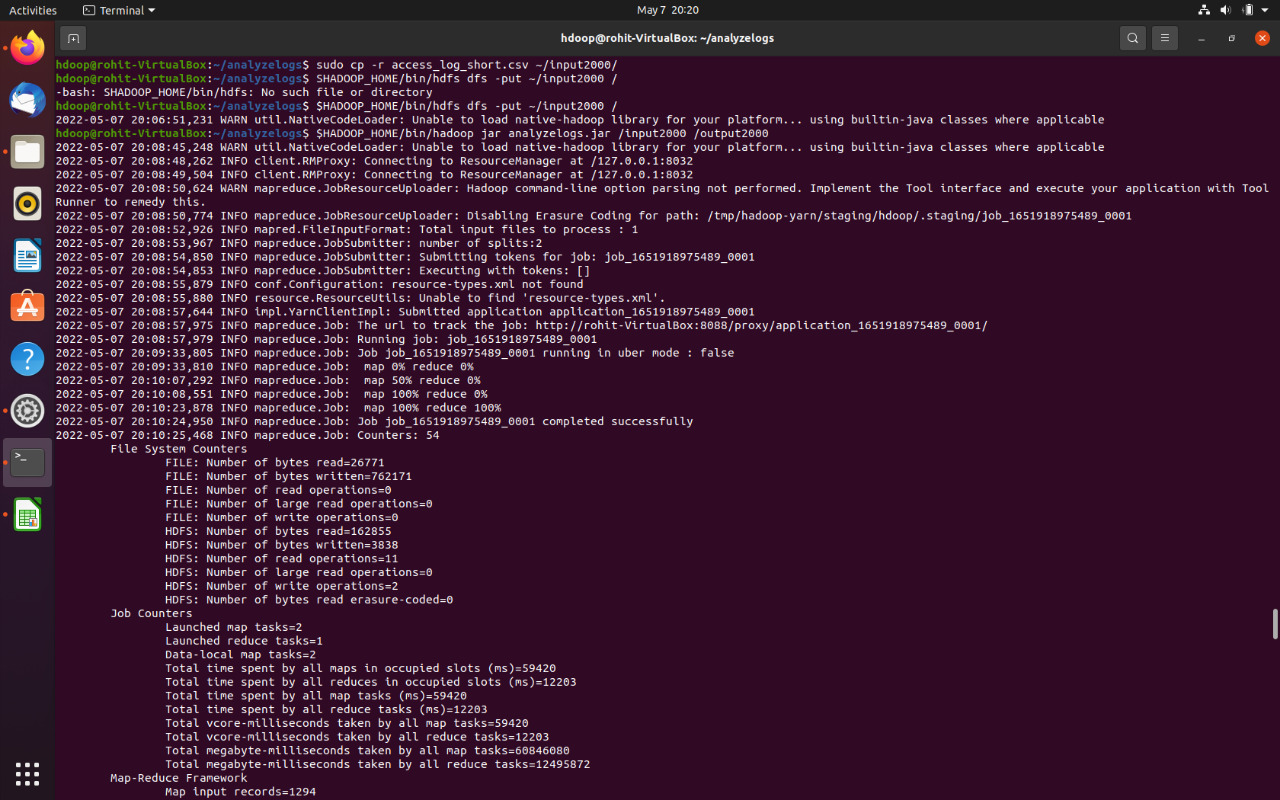 Activities
Terminal
May 7 20:20
hdoop@rohit-VirtualBox: ~/analyzelogs
hdoop@rohit-VirtualBox:~/analyzelogs$ sudo cp -r access_log_short.csv ~/input2000/
hdoop@rohit-VirtualBox:~/analyzelogs$ SHADOOP_HOME/bin/hdfs dfs -put ~/input2000 /
-bash: SHADOOP_HOME/bin/hdfs: No such file or directory
hdoop@rohit-VirtualBox:~/analyzelogs$ $HADOOP_HOME/bin/hdfs dfs -put ~/input2000 /
2022-05-07 20:06:51,231 WARN util.NativeCodeLoader: Unable to load native-hadoop library for your platform... using builtin-java classes where applicable
hdoop@rohit-VirtualBox:~/analyzelogs$ $HADOOP_HOME/bin/hadoop jar analyzelogs.jar /input2000 /output2000
2022-05-07 20:08:45,248 WARN util.NativeCodeLoader: Unable to load native-hadoop library for your platform... using builtin-java classes where applicable
2022-05-07 20:08:48,262 INFO client.RMProxy: Connecting to ResourceManager at /127.0.0.1:8032
2022-05-07 20:08:49,504 INFO client.RMProxy: Connecting to ResourceManager at /127.0.0.1:8032
2022-05-07 20:08:50,624 WARN mapreduce.JobResourceUploader: Hadoop command-line option parsing not performed. Implement the Tool interface and execute your application with Tool
Runner to remedy this.
2022-05-07 20:08:50,774 INFO mapreduce.JobResourceUploader: Disabling Erasure Coding for path: /tmp/hadoop-yarn/staging/hdoop/.staging/job_1651918975489_0001
2022-05-07 20:08:52,926 INFO mapred.FileInputFormat: Total input files to process : 1
2022-05-07 20:08:53,967 INFO mapreduce.JobSubmitter: number of splits:2
2022-05-07 20:08:54,850 INFO mapreduce.JobSubmitter: Submitting tokens for job: job_1651918975489_0001
2022-05-07 20:08:54,853 INFO mapreduce.JobSubmitter: Executing with tokens: []
2022-05-07 20:08:55,879 INFO conf.Configuration: resource-types.xml not found
2022-05-07 20:08:55,880 INFO resource.ResourceUtils: Unable to find 'resource-types.xml'.
2022-05-07 20:08:57,644 INFO impl.YarnClientImpl: Submitted application application_1651918975489_0001
2022-05-07 20:08:57,975 INFO mapreduce.Job: The url to track the job: http://rohit-VirtualBox:8088/proxy/application_1651918975489_0001/
2022-05-07 20:08:57,979 INFO mapreduce.Job: Running job: job_1651918975489_0001
2022-05-07 20:09:33,805 INFO mapreduce.Job: Job job_1651918975489_0001 running in uber mode : false
2022-05-07 20:09:33,810 INFO mapreduce.Job:  map 0% reduce 0%
2022-05-07 20:10:07,292 INFO mapreduce.Job:  map 50% reduce 0%
2022-05-07 20:10:08,551 INFO mapreduce.Job:  map 100% reduce 0%
2022-05-07 20:10:23,878 INFO mapreduce.Job:  map 100% reduce 100%
2022-05-07 20:10:24,950 INFO mapreduce.Job: Job job_1651918975489_0001 completed successfully
2022-05-07 20:10:25,468 INFO mapreduce.Job: Counters: 54
File System Counters
FILE: Number of bytes read=26771
FILE: Number of bytes written=762171
FILE: Number of read operations=0
FILE: Number of large read operations=0
FILE: Number of write operations=0
HDFS: Number of bytes read=162855
HDFS: Number of bytes written=3838
HDFS: Number of read operations=11
HDFS: Number of large read operations=0
HDFS: Number of write operations=2
HDFS: Number of bytes read erasure-coded=0
Job Counters
Launched map tasks=2
Launched reduce tasks=1
Data-local map tasks=2
Total time spent by all maps in occupied slots (ms)=59420
Total time spent by all reduces in occupied slots (ms)=12203
Total time spent by all map tasks (ms)=59420
Total time spent by all reduce tasks (ms)=12203
Total vcore-milliseconds taken by all map tasks=59420
Total vcore-milliseconds taken by all reduce tasks=12203
Total megabyte-milliseconds taken by all map tasks=60846080
Total megabyte-milliseconds taken by all reduce tasks=12495872
Map-Reduce Framework
Map input records=1294